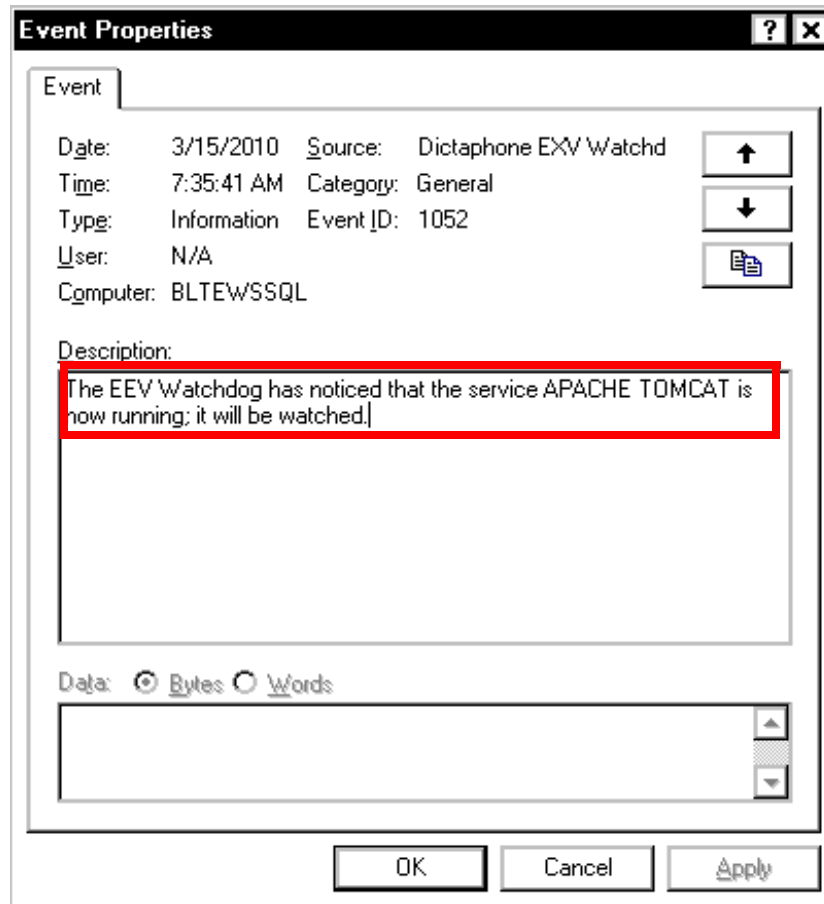 Event Properties
Event
Date: 3/15/2010 Source: Dictaphone EXV Watchd
Time: 7:35:41 AM Category: General
Type: Information Event ID: 1052
User: N/A
Computer: BLTEWSSQL
Description:
The EEV Watchdog has noticed that the service APACHE TOMCAT is
now running; it will be watched.
Data: Bytes Words
OK Cancel Apply